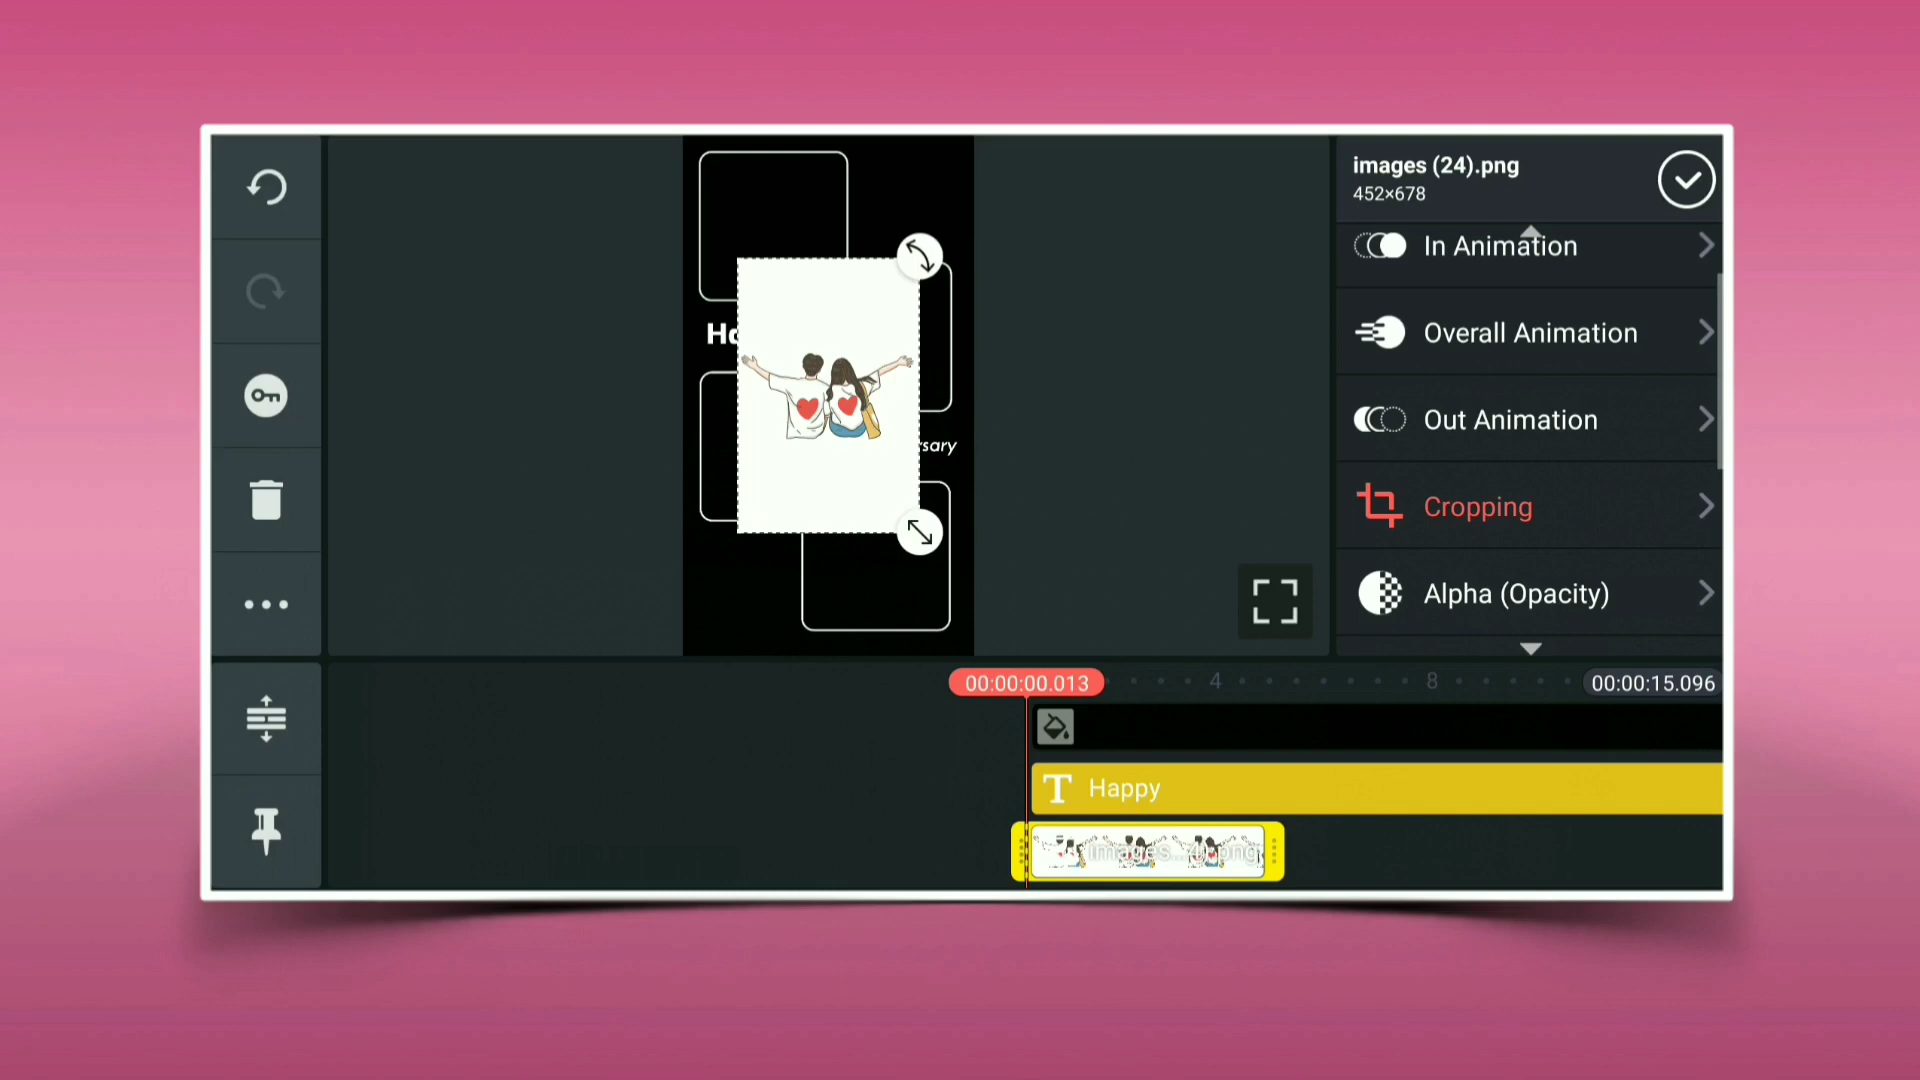 images (24).png
452×678
In Animation
Overall Animation
Out Animation
Cropping
Alpha (Opacity)
sary
00:00:00.013
4
8
00:00:15.096
T Happy